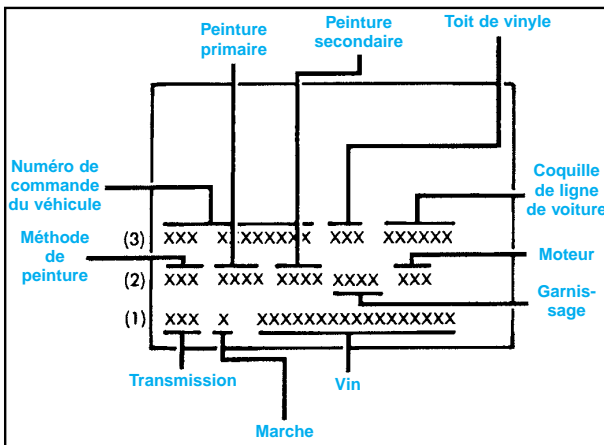 Peinture
primaire
Peinture
secondaire
Toit de vinyle
Numéro de
commande
du véhicule
Coquille
de ligne
de voiture
(3) XXX XXXXXXXX XXX XXXXXX
Méthode
de
peinture
Moteur
(2) XXX XXXX XXXX XXXX XXX
Garnis-
sage
(1) XXX X XXXXXXXXXXXXXXXXX
Transmission
Vin
Marche